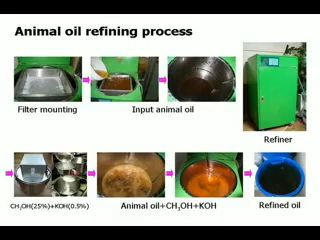 Animal oil refining process
Filter mounting
Input animal oil
Refiner
CH3OH(25%)+KOH(0.5%)
Animal oil+CH3OH+KOH
Refined oil